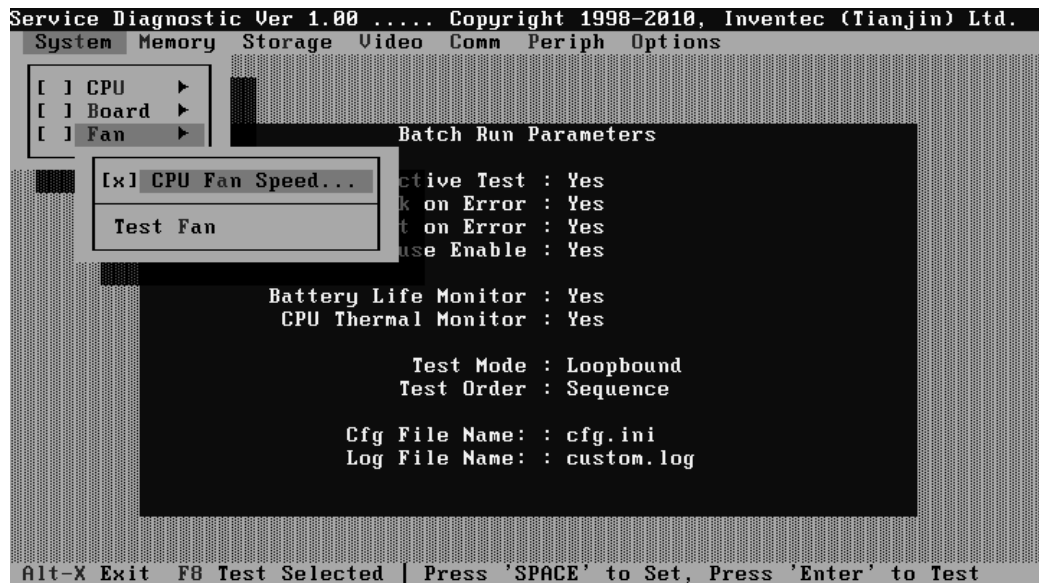 Service Diagnostic Ver 1.00 ..... Copyright 1998-2010, Inventec (Tianjin) Ltd.
System Memory Storage Video Comm Periph Options
[ ] CPU ►
[ ] Board ►
[ ] Fan ►
Batch Run Parameters
[x] CPU Fan Speed...
Test Fan
ctive Test : Yes
k on Error : Yes
t on Error : Yes
use Enable : Yes
Battery Life Monitor : Yes
CPU Thermal Monitor : Yes
Test Mode : Loopbound
Test Order : Sequence
Cfg File Name: : cfg.ini
Log File Name: : custom.log
Alt-X Exit F8 Test Selected | Press 'SPACE' to Set, Press 'Enter' to Test